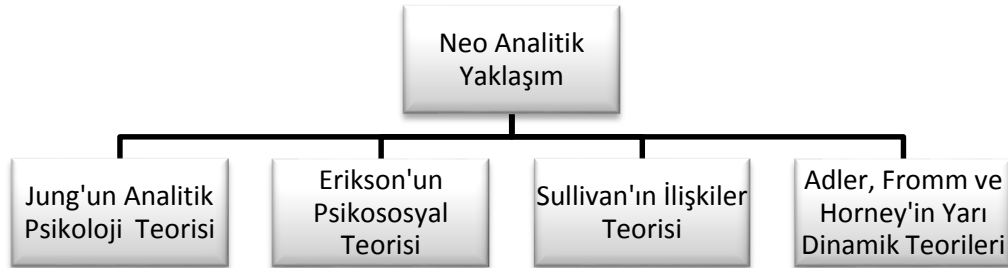 Neo Analitik
Yaklaşım
Jung'un Analitik
Psikoloji Teorisi
Erikson'un
Psikososyal
Teorisi
Sullivan'ın İlişkiler
Teorisi
Adler, Fromm ve
Horney'in Yarı
Dinamik Teorileri